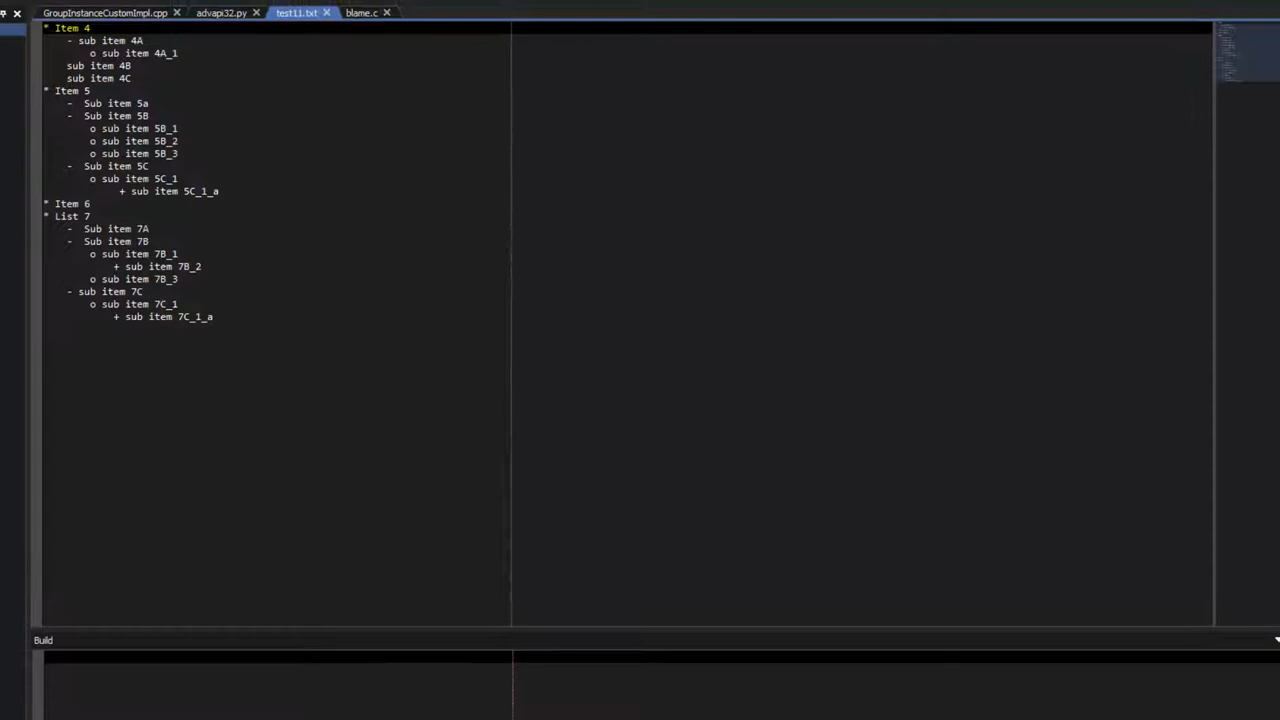 GroupInstanceCustomImpl.cpp advapi32.py test11.txt blame.c
* Item 4
- sub item 4A
o sub item 4A_1
sub item 4B
sub item 4C
* Item 5
- Sub item 5a
- Sub item 5B
o sub item 5B_1
o sub item 5B_2
o sub item 5B_3
- Sub item 5C
o sub item 5C_1
+ sub item 5C_1_a
* Item 6
* List 7
- Sub item 7A
- Sub item 7B
o sub item 7B_1
+ sub item 7B_2
o sub item 7B_3
- sub item 7C
o sub item 7C_1
+ sub item 7C_1_a
Build